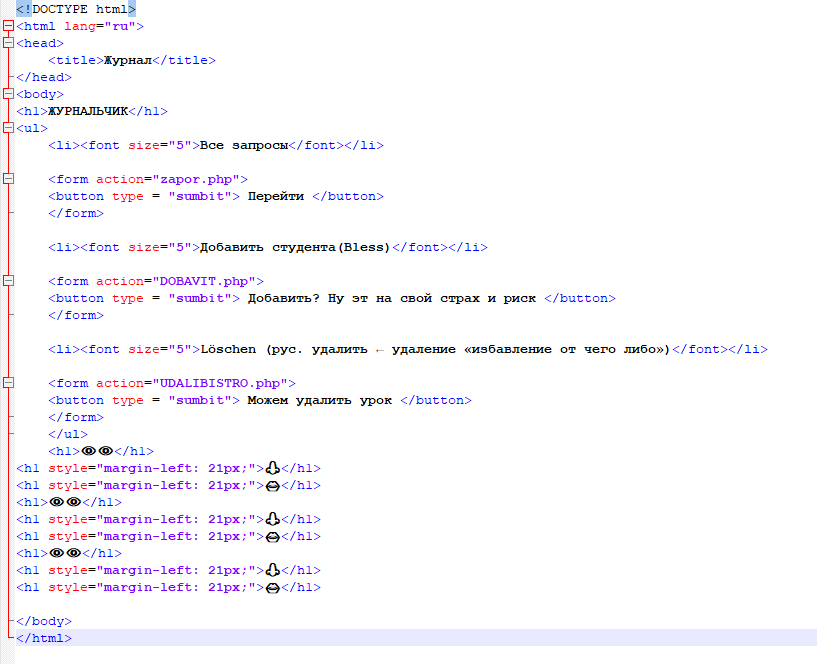 <!DOCTYPE html>
<html lang="ru">
<head>
<title>Журнал</title>
</head>
<body>
<h1>ЖУРНАЛЬЧИК</h1>
<ul>
<li><font size="5">Все запросы</font></li>
<form action="zapor.php">
<button type = "sumbit"> Перейти </button>
</form>
<li><font size="5">Добавить студента(Bless)</font></li>
<form action="DOBAVIT.php">
<button type = "sumbit"> Добавить? Ну эт на свой страх и риск </button>
</form>
<li><font size="5">Löschen (рус. удалить ← удаление «избавление от чего либо»)</font></li>
<form action="UDALIBISTRO.php">
<button type = "sumbit"> Можем удалить урок </button>
</form>
</ul>
<h1>👁👁</h1>
<h1 style="margin-left: 21px;">👃</h1>
<h1 style="margin-left: 21px;">👄</h1>
<h1>👁👁</h1>
<h1 style="margin-left: 21px;">👃</h1>
<h1 style="margin-left: 21px;">👄</h1>
<h1>👁👁</h1>
<h1 style="margin-left: 21px;">👃</h1>
<h1 style="margin-left: 21px;">👄</h1>
</body>
</html>